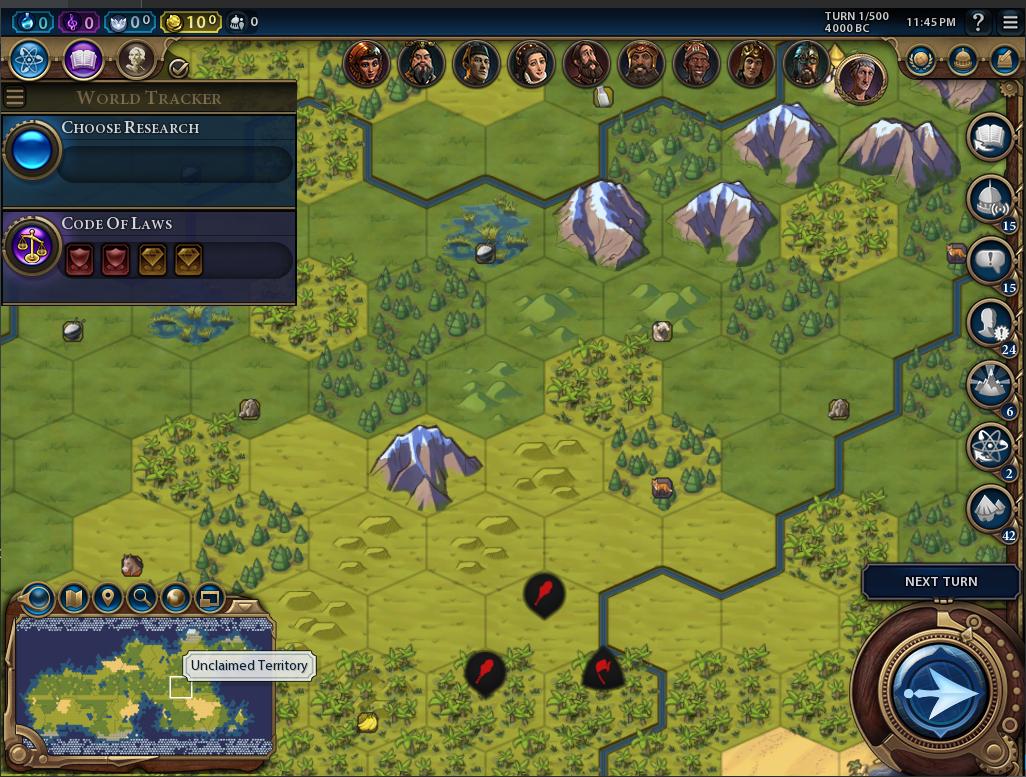 0 0 0⁰ 10⁰ 0
TURN 1/500
4000 BC
11:45 PM
?
WORLD TRACKER
CHOOSE RESEARCH
CODE OF LAWS
15
15
24
6
2
42
NEXT TURN
Unclaimed Territory